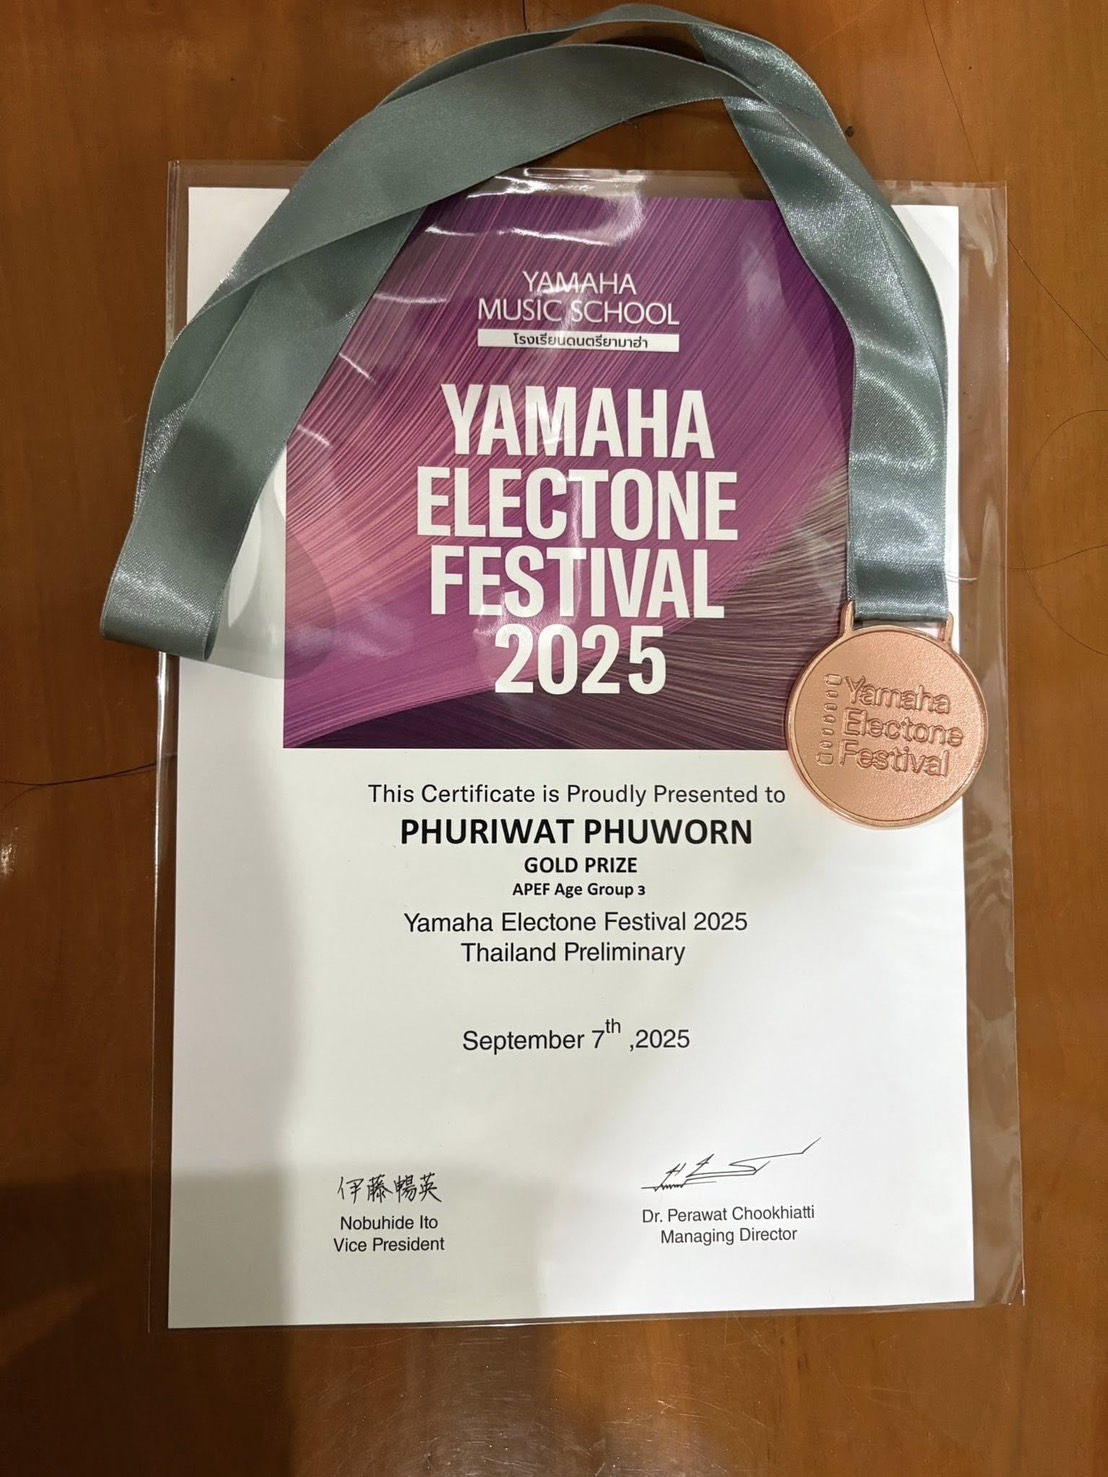 YAMAHA
MUSIC SCHOOL
โรงเรียนดนตรียามาฮ่า
YAMAHA
ELECTONE
FESTIVAL
2025
Yamaha
Electone
Festival
This Certificate is Proudly Presented to
PHURIWAT PHUWORN
GOLD PRIZE
APEF Age Group 3
Yamaha Electone Festival 2025
Thailand Preliminary
September 7th ,2025
伊藤暢英
Nobuhide Ito
Vice President
Dr. Perawat Chookhiatti
Managing Director